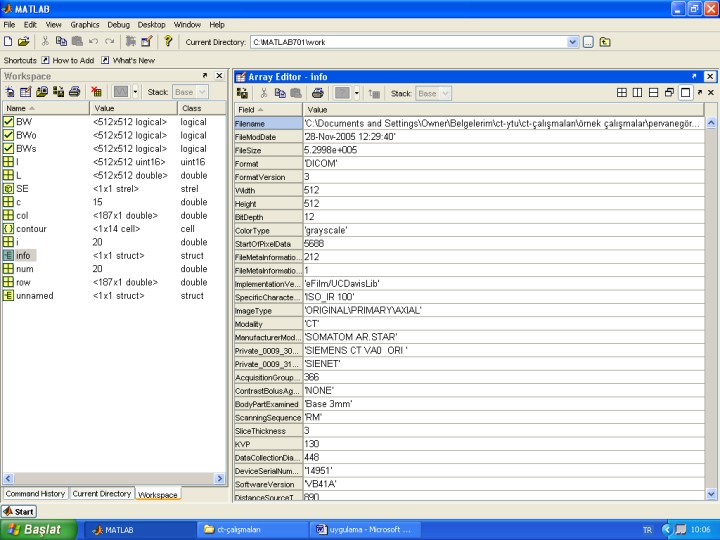 MATLAB
File Edit View Graphics Debug Desktop Window Help
Current Directory: C:\MATLAB701\work
Shortcuts How to Add What's New
Workspace
Stack: Base
Name Value Class
BW <512x512 logical> logical
BWo <512x512 logical> logical
BWs <512x512 logical> logical
I <512x512 uint16> uint16
L <512x512 double> double
SE <1x1 strel> strel
c 15 double
col <187x1 double> double
contour <1x14 cell> cell
i 20 double
info <1x1 struct> struct
num 20 double
row <187x1 double> double
unnamed <1x1 struct> struct
Array Editor - info
Stack: Base
Field Value
Filename 'C:\Documents and Settings\Owner\Belgelerim\ct-ytu\ct-çalışmaları\örnek çalışmalar\pervanegör...
FileModDate '28-Nov-2005 12:29:40'
FileSize 5.2998e+005
Format 'DICOM'
FormatVersion 3
Width 512
Height 512
BitDepth 12
ColorType 'grayscale'
StartOfPixelData 5688
FileMetaInformatio... 212
FileMetaInformatio... 1
ImplementationVe... 'eFilm/UCDavisLib'
SpecificCharacte... 'ISO_IR 100'
ImageType 'ORIGINAL\PRIMARY\AXIAL'
Modality 'CT'
ManufacturerMod... 'SOMATOM AR.STAR'
Private_0009_30... 'SIEMENS CT VA0 ORI '
Private_0009_31... 'SIENET'
AcquisitionGroup... 366
ContrastBolusAg... 'NONE'
BodyPartExamined 'Base 3mm'
ScanningSequence 'RM'
SliceThickness 3
KVP 130
DataCollectionDia... 448
DeviceSerialNum... '14951'
SoftwareVersion 'VB41A'
DistanceSourceT... 890
Command History Current Directory Workspace
Start
Başlat MATLAB ct-çalışmaları uygulama - Microsoft ... TR 10:06